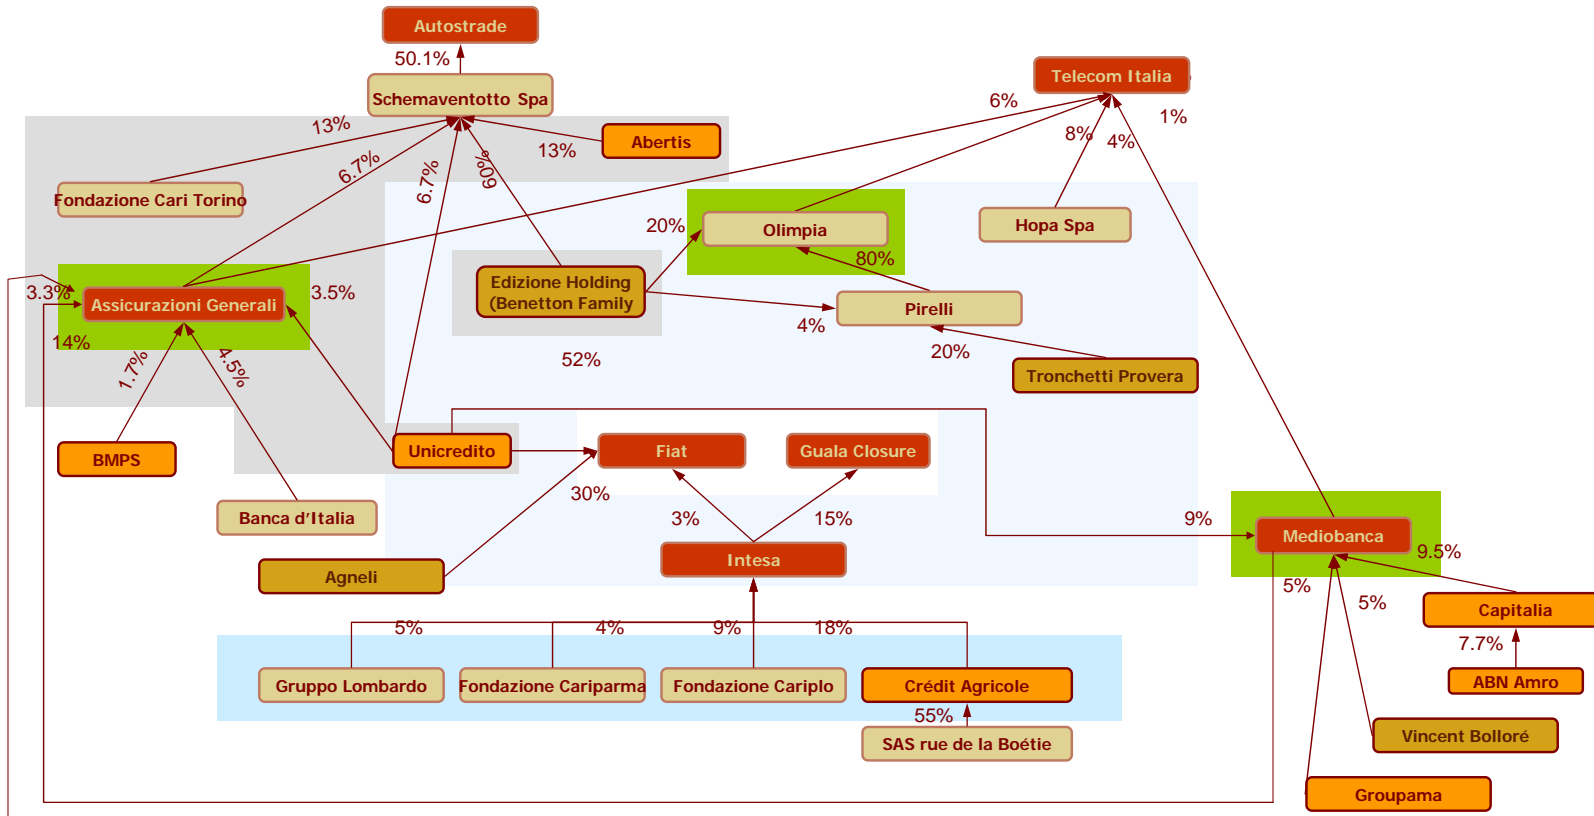 Autostrade
50.1%
Schemaventotto Spa
Telecom Italia
6%
1%
13%
8%
4%
Abertis
13%
6.7%
6.7%
60%
Fondazione Cari Torino
20%
Olimpia
Hopa Spa
80%
3.3%
Assicurazioni Generali
3.5%
Edizione Holding
(Benetton Family
Pirelli
4%
14%
1.7%
4.5%
52%
20%
Tronchetti Provera
BMPS
Unicredito
Fiat
Guala Closure
30%
Banca d'Italia
3%
15%
9%
Mediobanca
9.5%
Intesa
Agneli
5%
5%
Capitalia
5%
4%
9%
18%
7.7%
Gruppo Lombardo
Fondazione Cariparma
Fondazione Cariplo
Crédit Agricole
ABN Amro
55%
SAS rue de la Boétie
Vincent Bolloré
Groupama